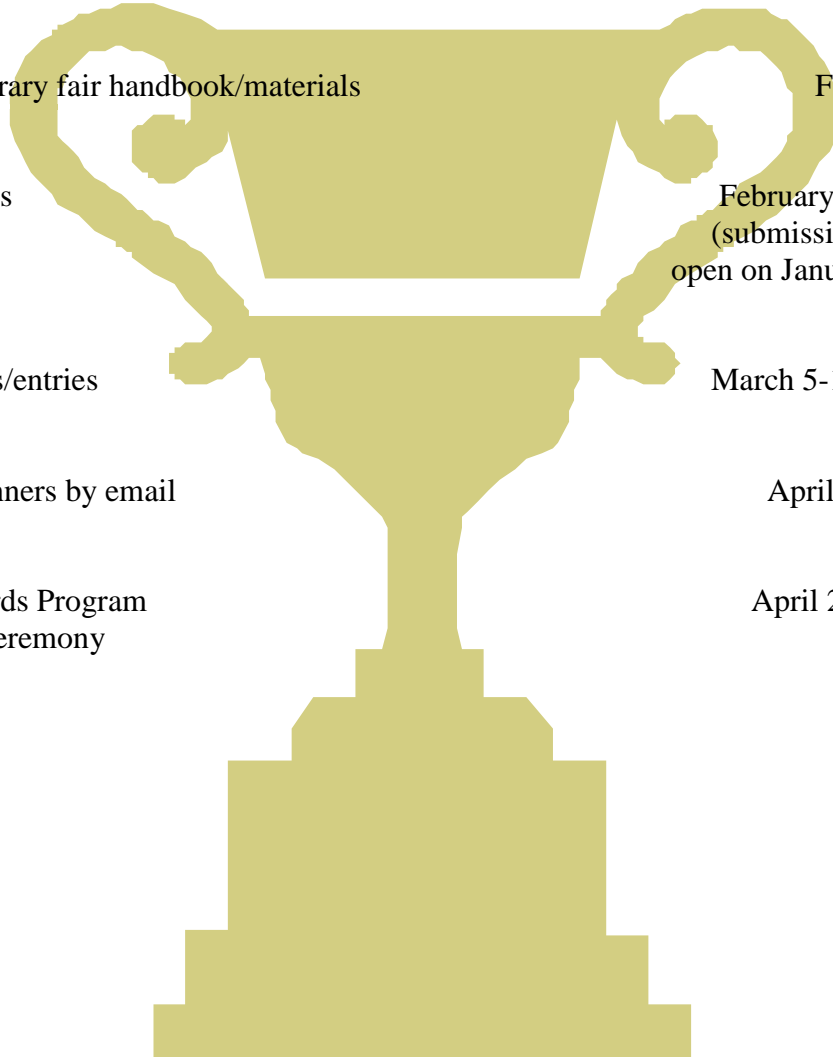 rary fair handbook/materials F
s February
(submissi
open on Janu
s/entries March 5-
nners by email April
rds Program April 2
eremony